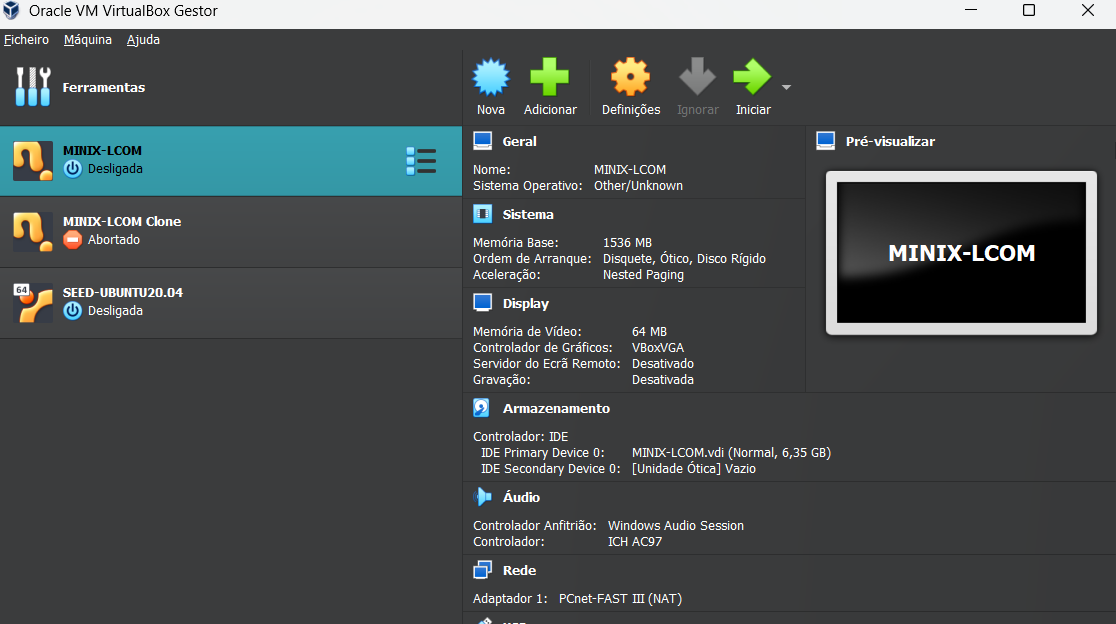 Oracle VM VirtualBox Gestor
Ficheiro Máquina Ajuda
Ferramentas
MINIX-LCOM
Desligada
MINIX-LCOM Clone
Abortado
64
SEED-UBUNTU20.04
Desligada
Nova Adicionar Definições Ignorar Iniciar
Geral
Nome: MINIX-LCOM
Sistema Operativo: Other/Unknown
Sistema
Memória Base: 1536 MB
Ordem de Arranque: Disquete, Ótico, Disco Rígido
Aceleração: Nested Paging
Display
Memória de Vídeo: 64 MB
Controlador de Gráficos: VBoxVGA
Servidor do Ecrã Remoto: Desativado
Gravação: Desativada
Pré-visualizar
MINIX-LCOM
Armazenamento
Controlador: IDE
IDE Primary Device 0: MINIX-LCOM.vdi (Normal, 6,35 GB)
IDE Secondary Device 0: [Unidade Ótica] Vazio
Áudio
Controlador Anfitrião: Windows Audio Session
Controlador: ICH AC97
Rede
Adaptador 1: PCnet-FAST III (NAT)